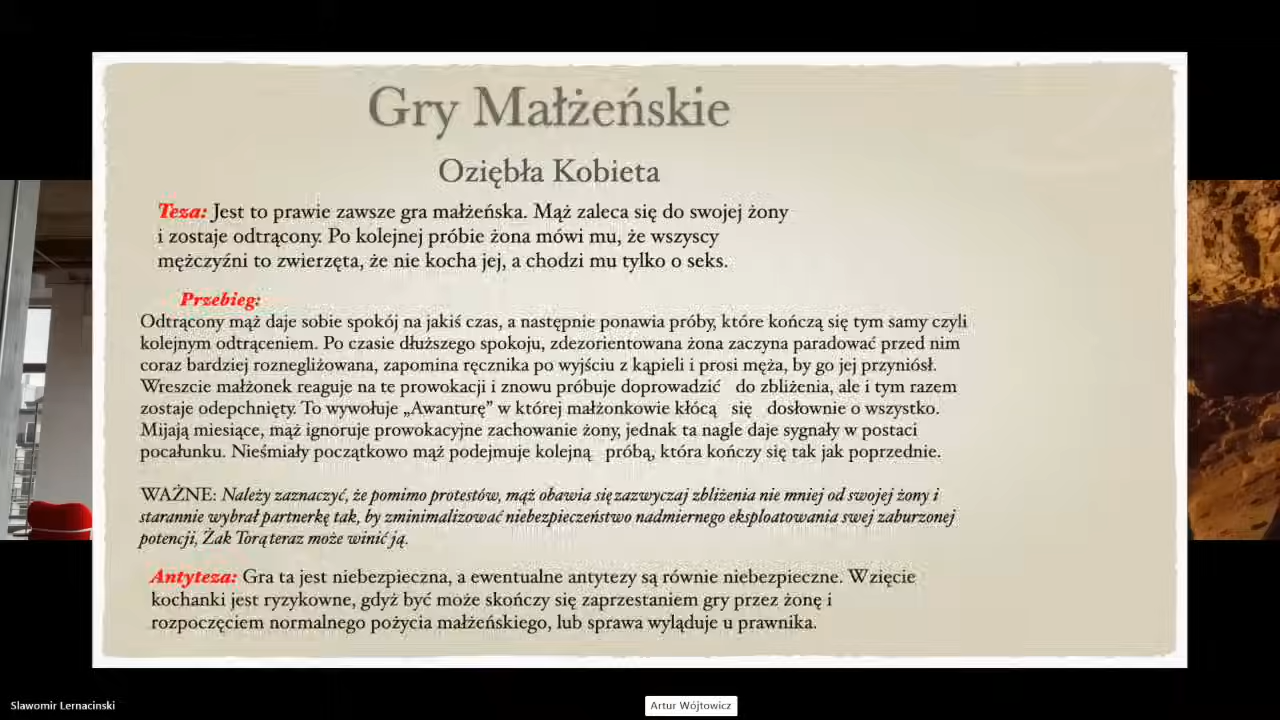 Gry Małżeńskie
Oziębła Kobieta
Teza: Jest to prawie zawsze gra małżeńska. Mąż zaleca się do swojej żony
i zostaje odtrącony. Po kolejnej próbie żona mówi mu, że wszyscy
mężczyźni to zwierzęta, że nie kocha jej, a chodzi mu tylko o seks.
Przebieg:
Odtrącony mąż daje sobie spokój na jakiś czas, a następnie ponawia próby, które kończą się tym samy czyli
kolejnym odtrąceniem. Po czasie dłuższego spokoju, zdezorientowana żona zaczyna paradować przed nim
coraz bardziej roznegliżowana, zapomina ręcznika po wyjściu z kąpieli i prosi męża, by go jej przyniósł.
Wreszcie małżonek reaguje na te prowokacji i znowu próbuje doprowadzić do zbliżenia, ale i tym razem
zostaje odepchnięty. To wywołuje „Awanturę” w której małżonkowie kłócą się dosłownie o wszystko.
Mijają miesiące, mąż ignoruje prowokacyjne zachowanie żony, jednak ta nagle daje sygnały w postaci
pocałunku. Nieśmiały początkowo mąż podejmuje kolejną próbą, która kończy się tak jak poprzednie.
WAŻNE: Należy zaznaczyć, że pomimo protestów, mąż obawia się zazwyczaj zbliżenia nie mniej od swojej żony i
starannie wybrał partnerkę tak, by zminimalizować niebezpieczeństwo nadmiernego eksploatowania swej zaburzonej
potencji, Żak Torą teraz może winić ją.
Antyteza: Gra ta jest niebezpieczna, a ewentualne antytezy są równie niebezpieczne. Wzięcie
kochanki jest ryzykowne, gdyż być może skończy się zaprzestaniem gry przez żonę i
rozpoczęciem normalnego pożycia małżeńskiego, lub sprawa wyląduje u prawnika.
Slawomir Lernacinski
Artur Wójtowicz